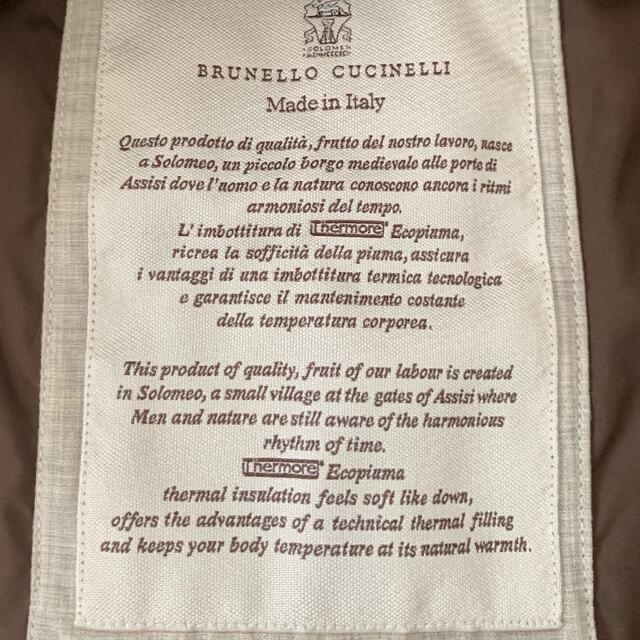 SOLOMEO
BRUNELLO CUCINELLI
Made in Italy
Questo prodotto di qualità, frutto del nostro lavoro, nasce
a Solomeo, un piccolo borgo medievale alle porte di
Assisi dove l'uomo e la natura conoscono ancora i ritmi
armoniosi del tempo.
L'imbottitura di Thermore® Ecopiuma,
ricrea la sofficità della piuma, assicura
i vantaggi di una imbottitura termica tecnologica
e garantisce il mantenimento costante
della temperatura corporea.
This product of quality, fruit of our labour is created
in Solomeo, a small village at the gates of Assisi where
Men and nature are still aware of the harmonious
rhythm of time.
Thermore® Ecopiuma
thermal insulation feels soft like down,
offers the advantages of a technical thermal filling
and keeps your body temperature at its natural warmth.